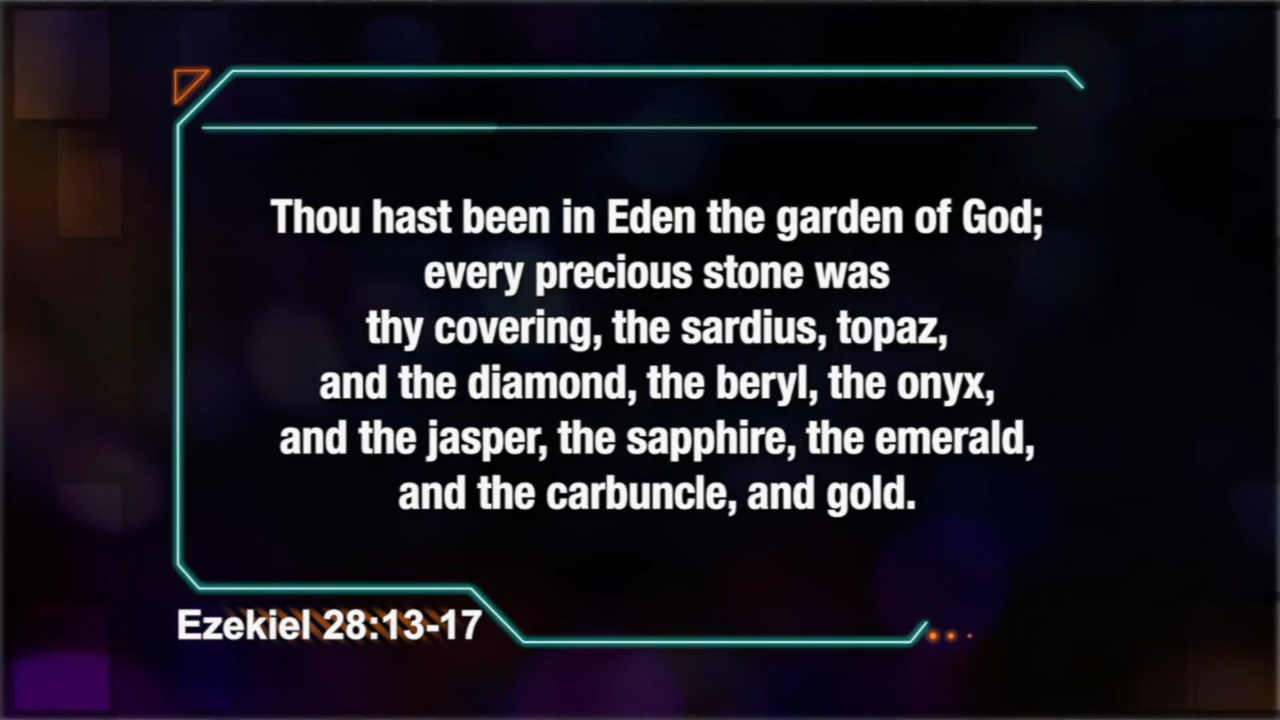 Thou hast been in Eden the garden of God;
every precious stone was
thy covering, the sardius, topaz,
and the diamond, the beryl, the onyx,
and the jasper, the sapphire, the emerald,
and the carbuncle, and gold.
Ezekiel 28:13-17